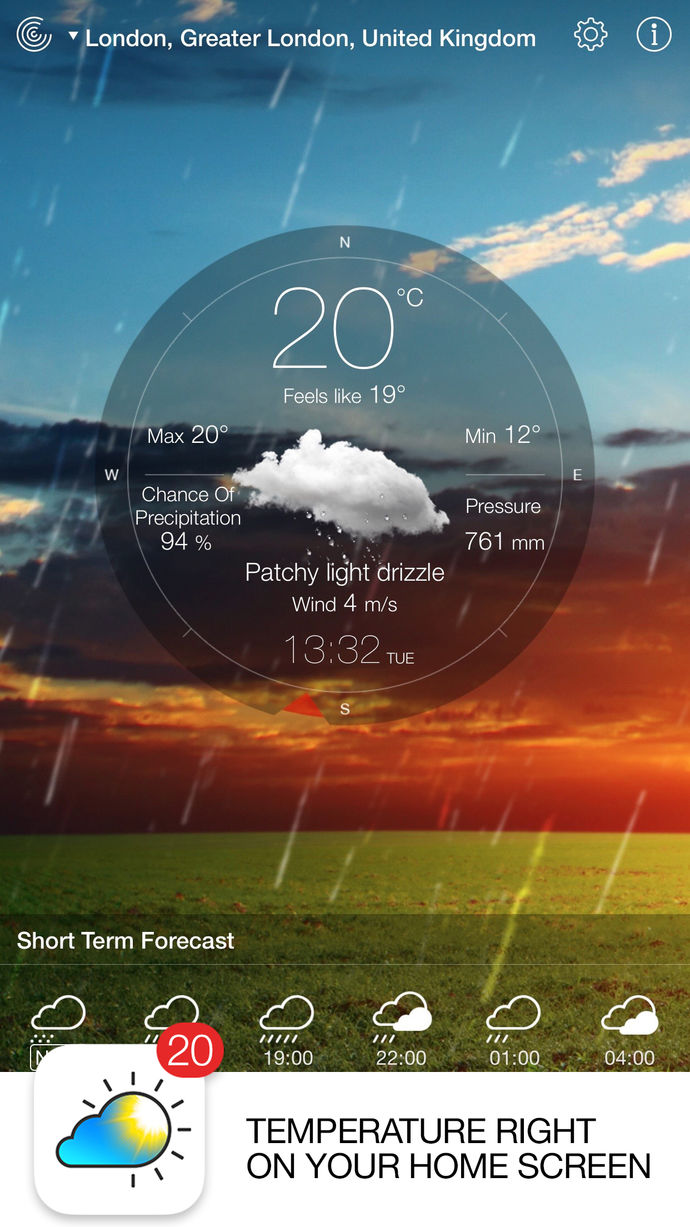 London, Greater London, United Kingdom
N
20 °C
Feels like 19°
Max 20°
Min 12°
W
E
Chance Of
Precipitation
94 %
Pressure
761 mm
Patchy light drizzle
Wind 4 m/s
13:32 TUE
S
Short Term Forecast
19:00
22:00
01:00
04:00
20
TEMPERATURE RIGHT
ON YOUR HOME SCREEN